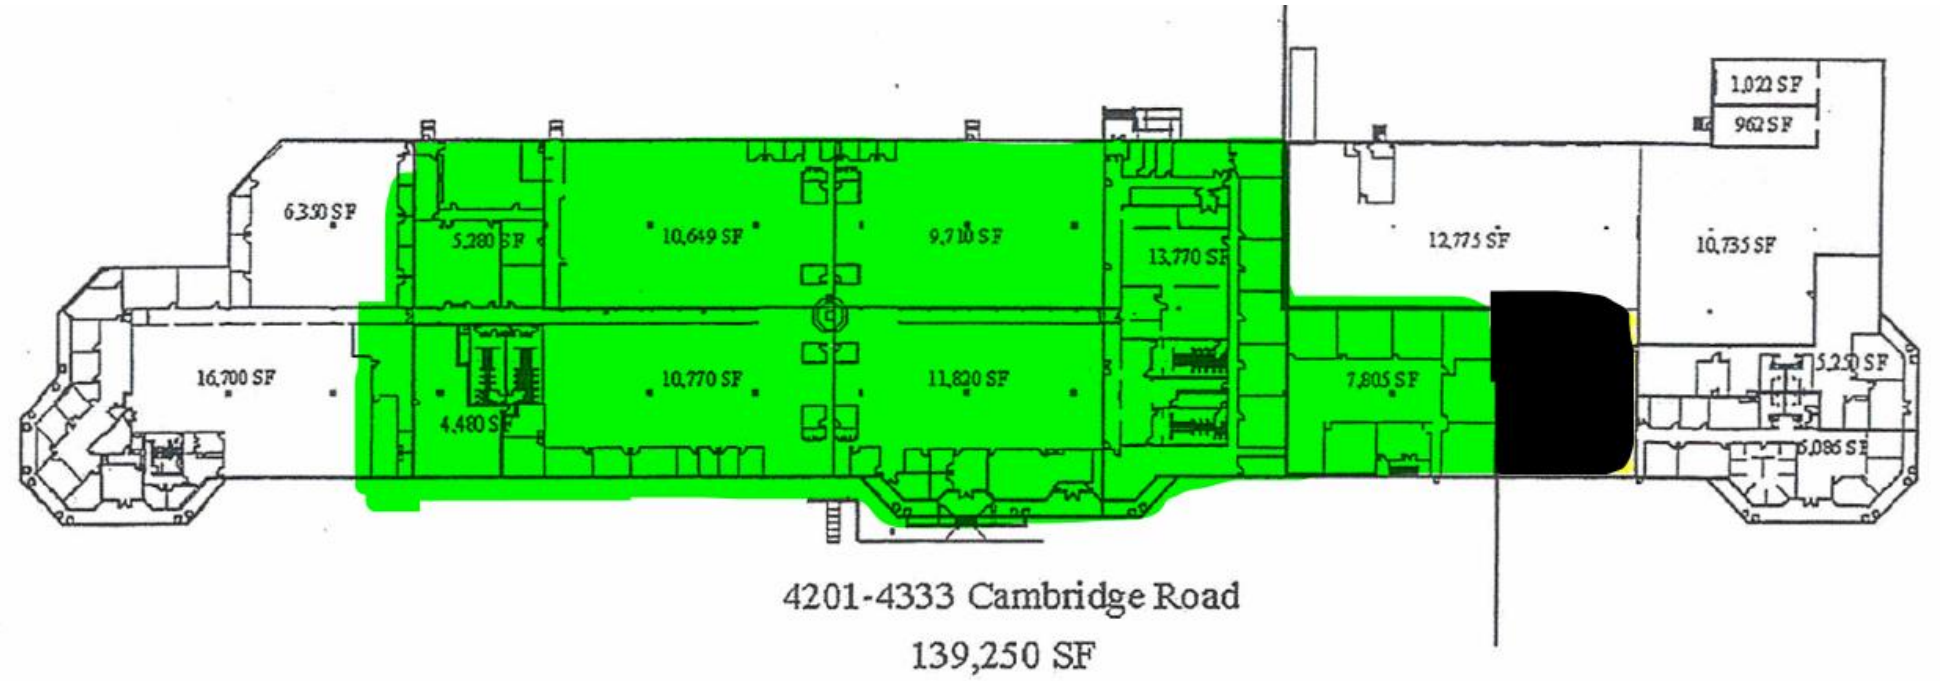 1,022 SF
962 SF
6,350 SF
5,280 SF
10,649 SF
9,710 SF
13,770 SF
12,775 SF
10,735 SF
16,700 SF
4,480 SF
10,770 SF
11,820 SF
7,805 SF
5,250 SF
6,086 SF
4201-4333 Cambridge Road
139,250 SF